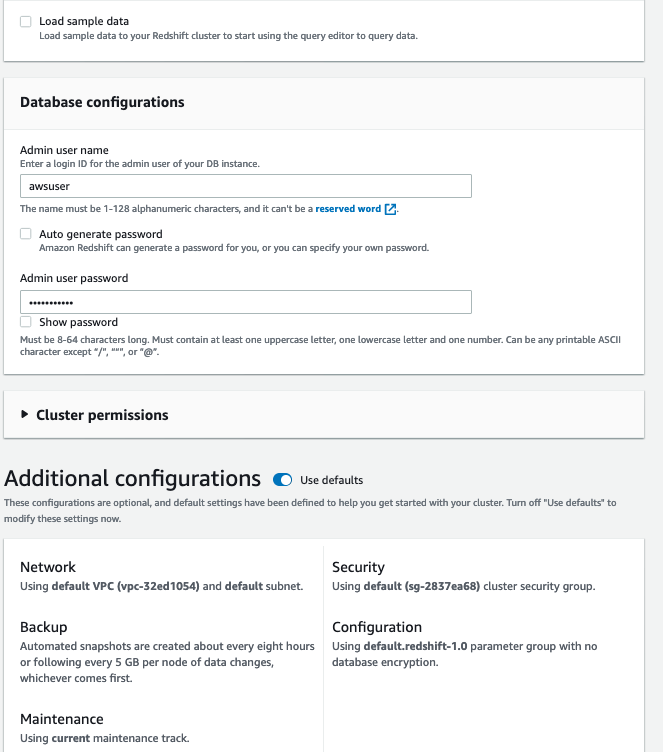 Load sample data
Load sample data to your Redshift cluster to start using the query editor to query data.
Database configurations
Admin user name
Enter a login ID for the admin user of your DB instance.
awsuser
The name must be 1-128 alphanumeric characters, and it can't be a reserved word.
Auto generate password
Amazon Redshift can generate a password for you, or you can specify your own password.
Admin user password
•••••••••••
Show password
Must be 8-64 characters long. Must contain at least one uppercase letter, one lowercase letter and one number. Can be any printable ASCII
character except “/”, “"”, or “@”.
Cluster permissions
Additional configurations
Use defaults
These configurations are optional, and default settings have been defined to help you get started with your cluster. Turn off "Use defaults" to
modify these settings now.
Network
Using default VPC (vpc-32ed1054) and default subnet.
Security
Using default (sg-2837ea68) cluster security group.
Backup
Automated snapshots are created about every eight hours
or following every 5 GB per node of data changes,
whichever comes first.
Configuration
Using default.redshift-1.0 parameter group with no
database encryption.
Maintenance
Using current maintenance track.